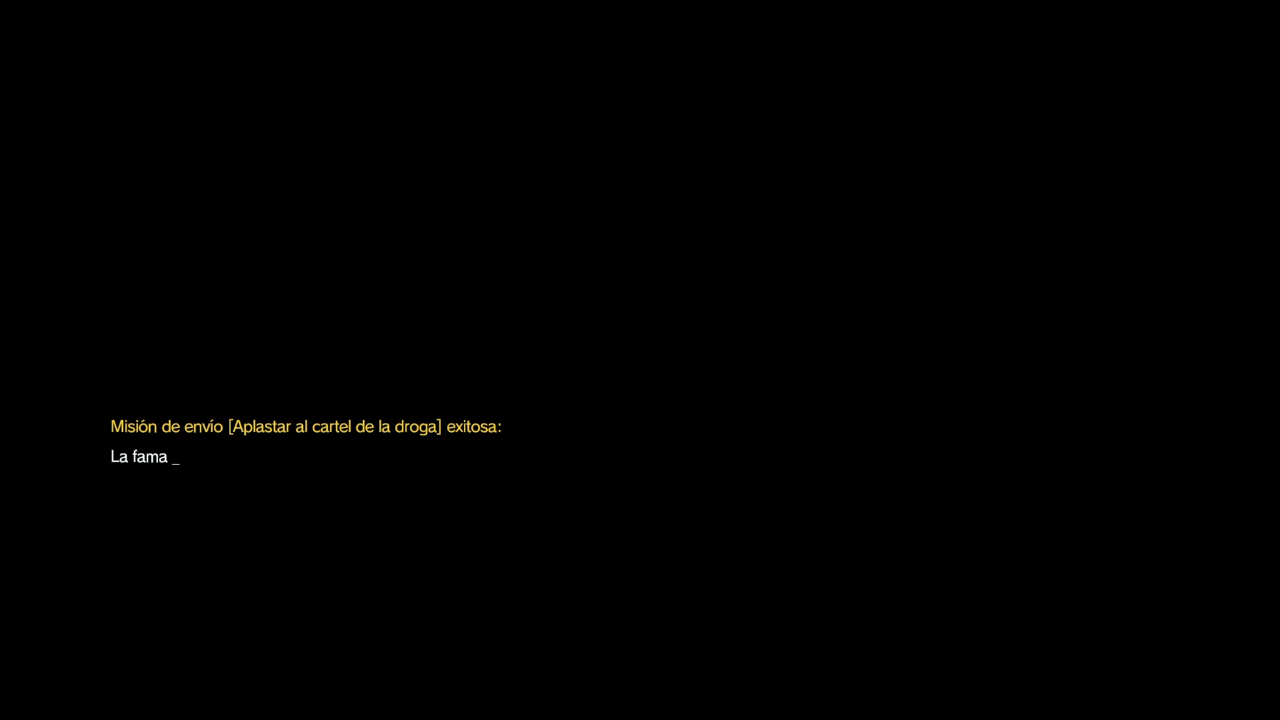 Misión de envío [Aplastar al cartel de la droga] exitosa:
La fama _